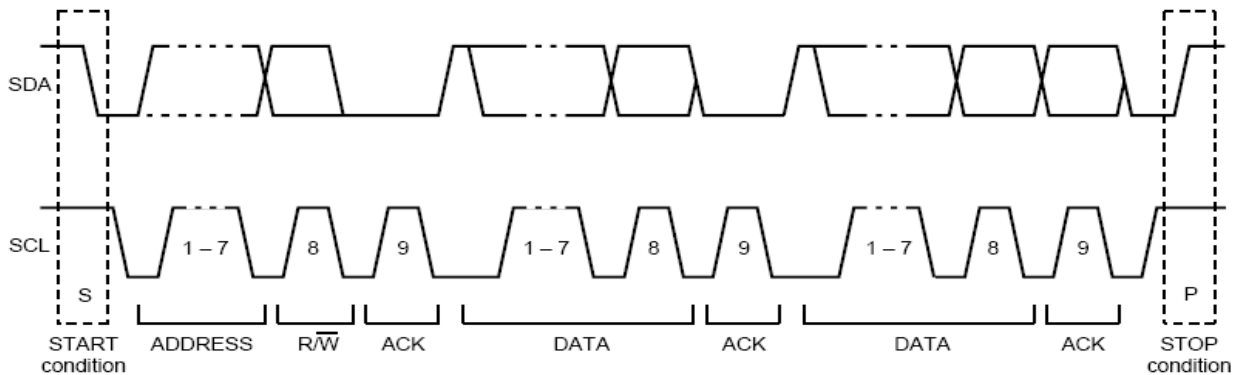 SDA
SCL
1 – 7
8
9
1 – 7
8
9
1 – 7
8
9
S
P
START
condition
ADDRESS
R/W̅
ACK
DATA
ACK
DATA
ACK
STOP
condition